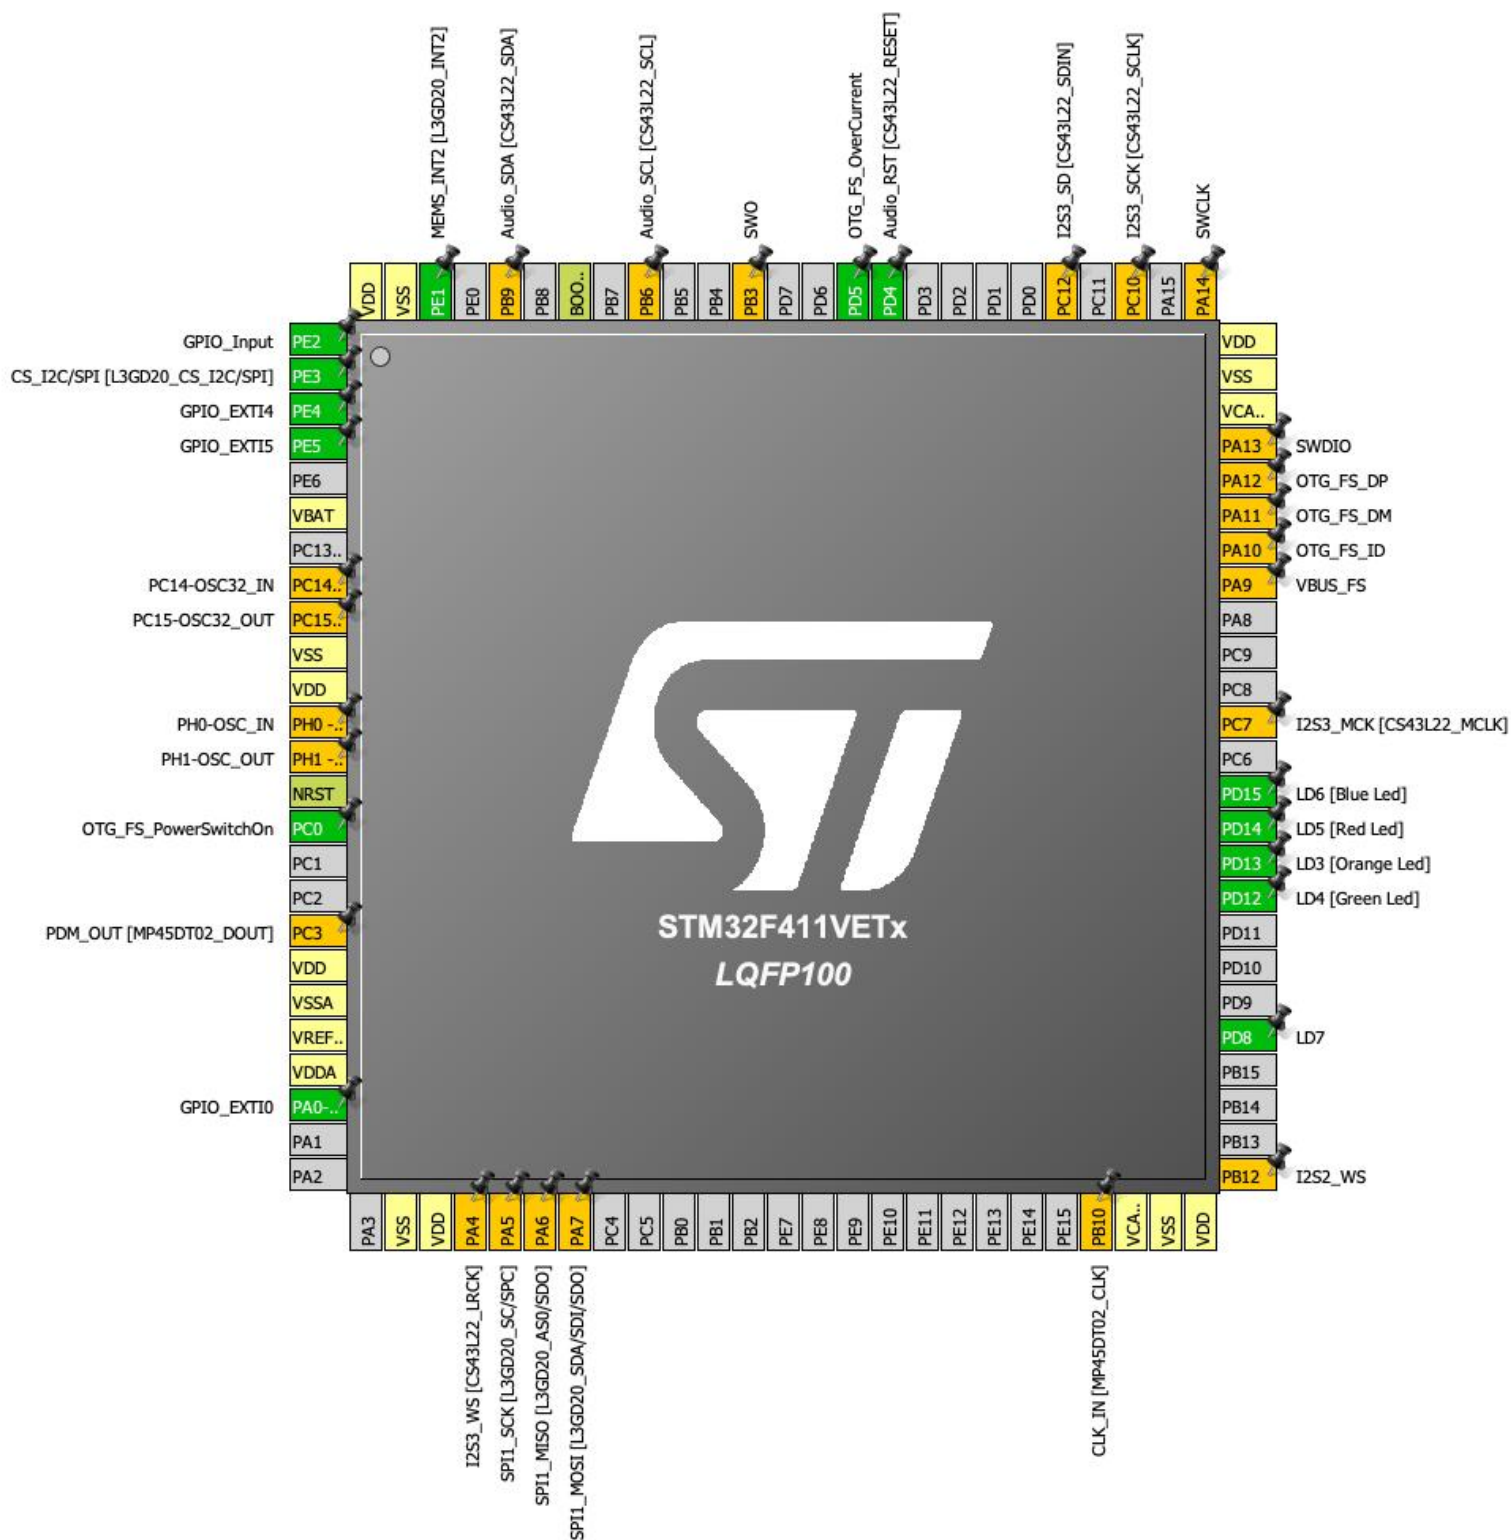 MEMS_INT2 [L3GD20_INT2]
Audio_SDA [CS43L22_SDA]
Audio_SCL [CS43L22_SCL]
SWO
OTG_FS_OverCurrent
Audio_RST [CS43L22_RESET]
I2S3_SD [CS43L22_SDIN]
I2S3_SCK [CS43L22_SCLK]
SWCLK
VDD
VSS
PE1
PE0
PB9
PB8
BOO..
PB7
PB6
PB5
PB4
PB3
PD7
PD6
PD5
PD4
PD3
PD2
PD1
PD0
PC12
PC11
PC10
PA15
PA14
GPIO_Input PE2
CS_I2C/SPI [L3GD20_CS_I2C/SPI] PE3
GPIO_EXTI4 PE4
GPIO_EXTI5 PE5
PE6
VBAT
PC13..
PC14-OSC32_IN PC14..
PC15-OSC32_OUT PC15..
VSS
VDD
PH0-OSC_IN PH0 -..
PH1-OSC_OUT PH1 -..
NRST
OTG_FS_PowerSwitchOn PC0
PC1
PC2
PDM_OUT [MP45DT02_DOUT] PC3
VDD
VSSA
VREF..
VDDA
GPIO_EXTI0 PA0-..
PA1
PA2
ST
STM32F411VETx
LQFP100
VDD
VSS
VCA..
PA13 SWDIO
PA12 OTG_FS_DP
PA11 OTG_FS_DM
PA10 OTG_FS_ID
PA9 VBUS_FS
PA8
PC9
PC8
PC7 I2S3_MCK [CS43L22_MCLK]
PC6
PD15 LD6 [Blue Led]
PD14 LD5 [Red Led]
PD13 LD3 [Orange Led]
PD12 LD4 [Green Led]
PD11
PD10
PD9
PD8 LD7
PB15
PB14
PB13
PB12 I2S2_WS
PA3
VSS
VDD
PA4
PA5
PA6
PA7
PC4
PC5
PB0
PB1
PB2
PE7
PE8
PE9
PE10
PE11
PE12
PE13
PE14
PE15
PB10
VCA..
VSS
VDD
I2S3_WS [CS43L22_LRCK]
SPI1_SCK [L3GD20_SC/SPC]
SPI1_MISO [L3GD20_AS0/SDO]
SPI1_MOSI [L3GD20_SDA/SDI/SDO]
CLK_IN [MP45DT02_CLK]